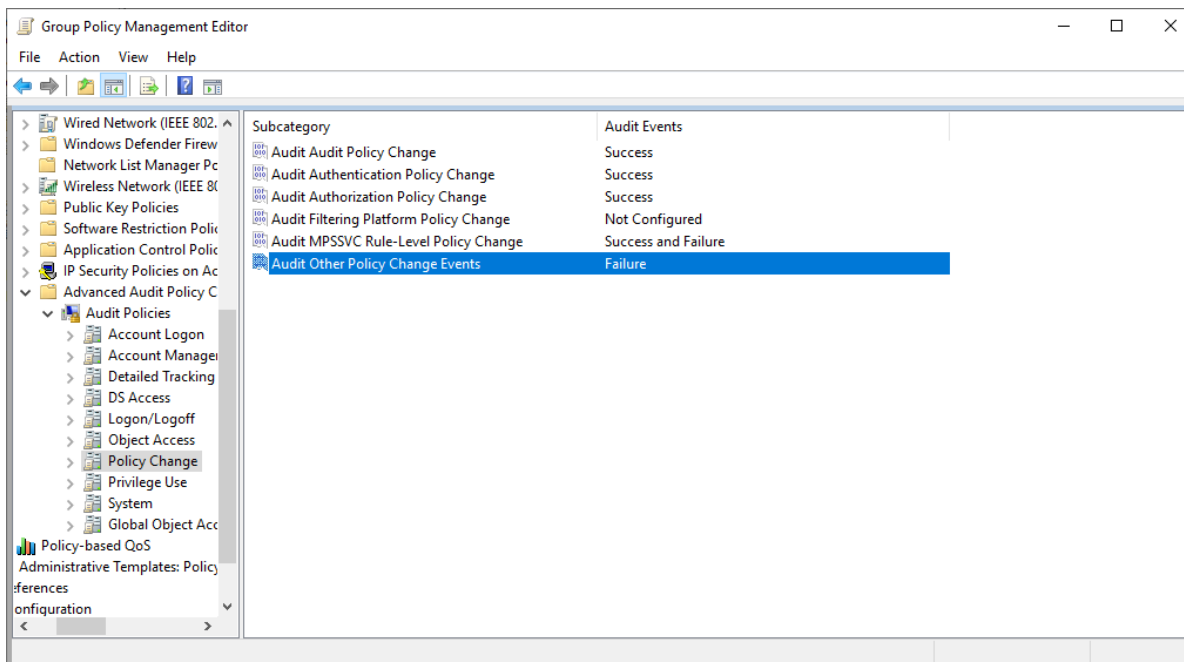 Group Policy Management Editor
File Action View Help
Wired Network (IEEE 802.
Windows Defender Firew
Network List Manager Pc
Wireless Network (IEEE 80
Public Key Policies
Software Restriction Polic
Application Control Polic
IP Security Policies on Ac
Advanced Audit Policy C
Audit Policies
Account Logon
Account Manager
Detailed Tracking
DS Access
Logon/Logoff
Object Access
Policy Change
Privilege Use
System
Global Object Acc
Policy-based QoS
Administrative Templates: Policy
eferences
onfiguration
Subcategory Audit Events
Audit Audit Policy Change Success
Audit Authentication Policy Change Success
Audit Authorization Policy Change Success
Audit Filtering Platform Policy Change Not Configured
Audit MPSSVC Rule-Level Policy Change Success and Failure
Audit Other Policy Change Events Failure